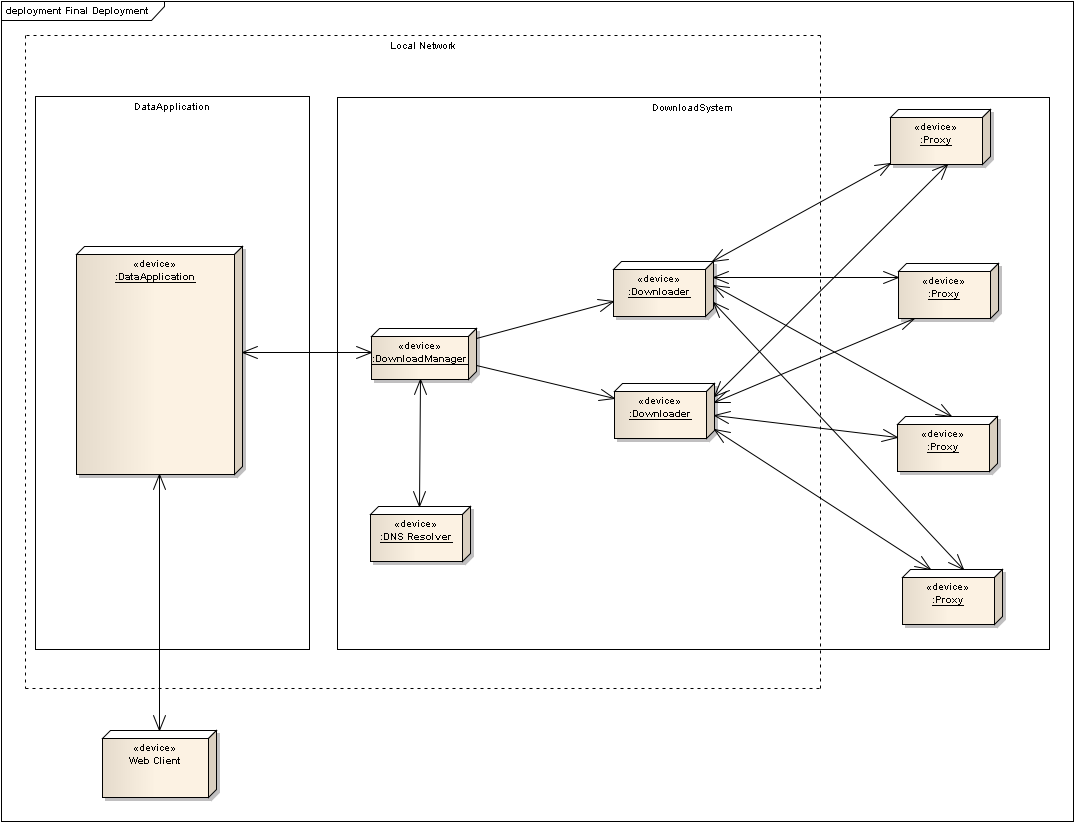 deployment Final Deployment
Local Network
DataApplication
DownloadSystem
«device»
:Proxy
«device»
:DataApplication
«device»
:Downloader
«device»
:Proxy
«device»
:DownloadManager
«device»
:Downloader
«device»
:Proxy
«device»
:DNS Resolver
«device»
:Proxy
«device»
Web Client